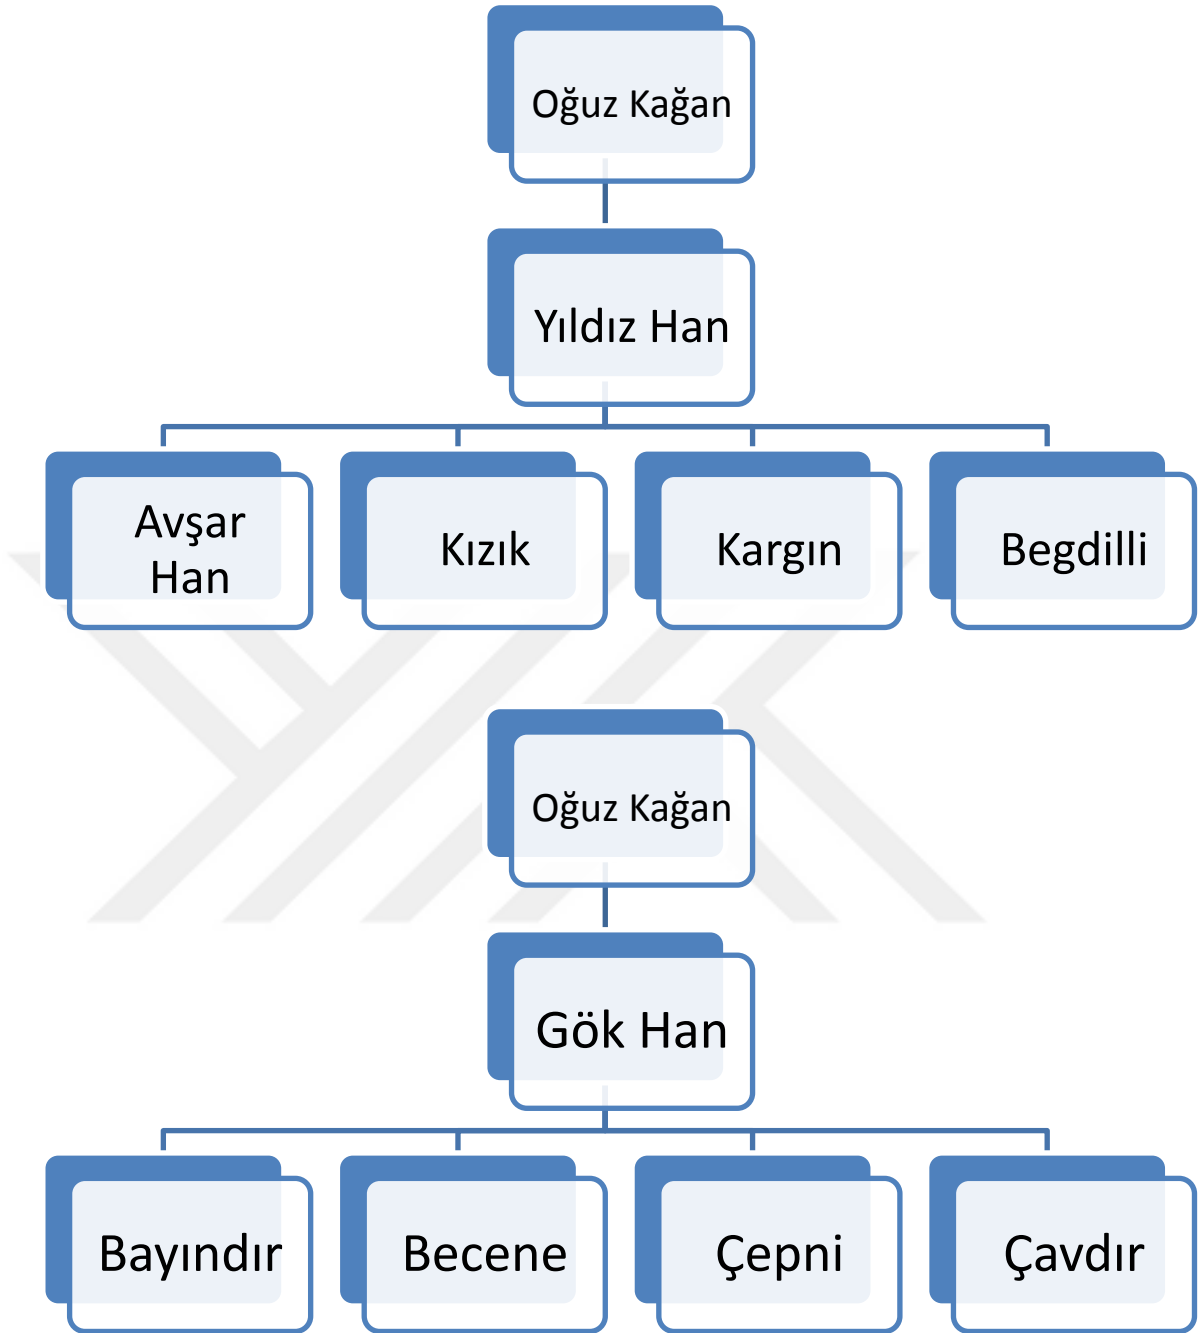 Oğuz Kağan
Yıldız Han
Avşar
Han
Kızık
Kargın
Begdilli
Oğuz Kağan
Gök Han
Bayındır
Becene
Çepni
Çavdır